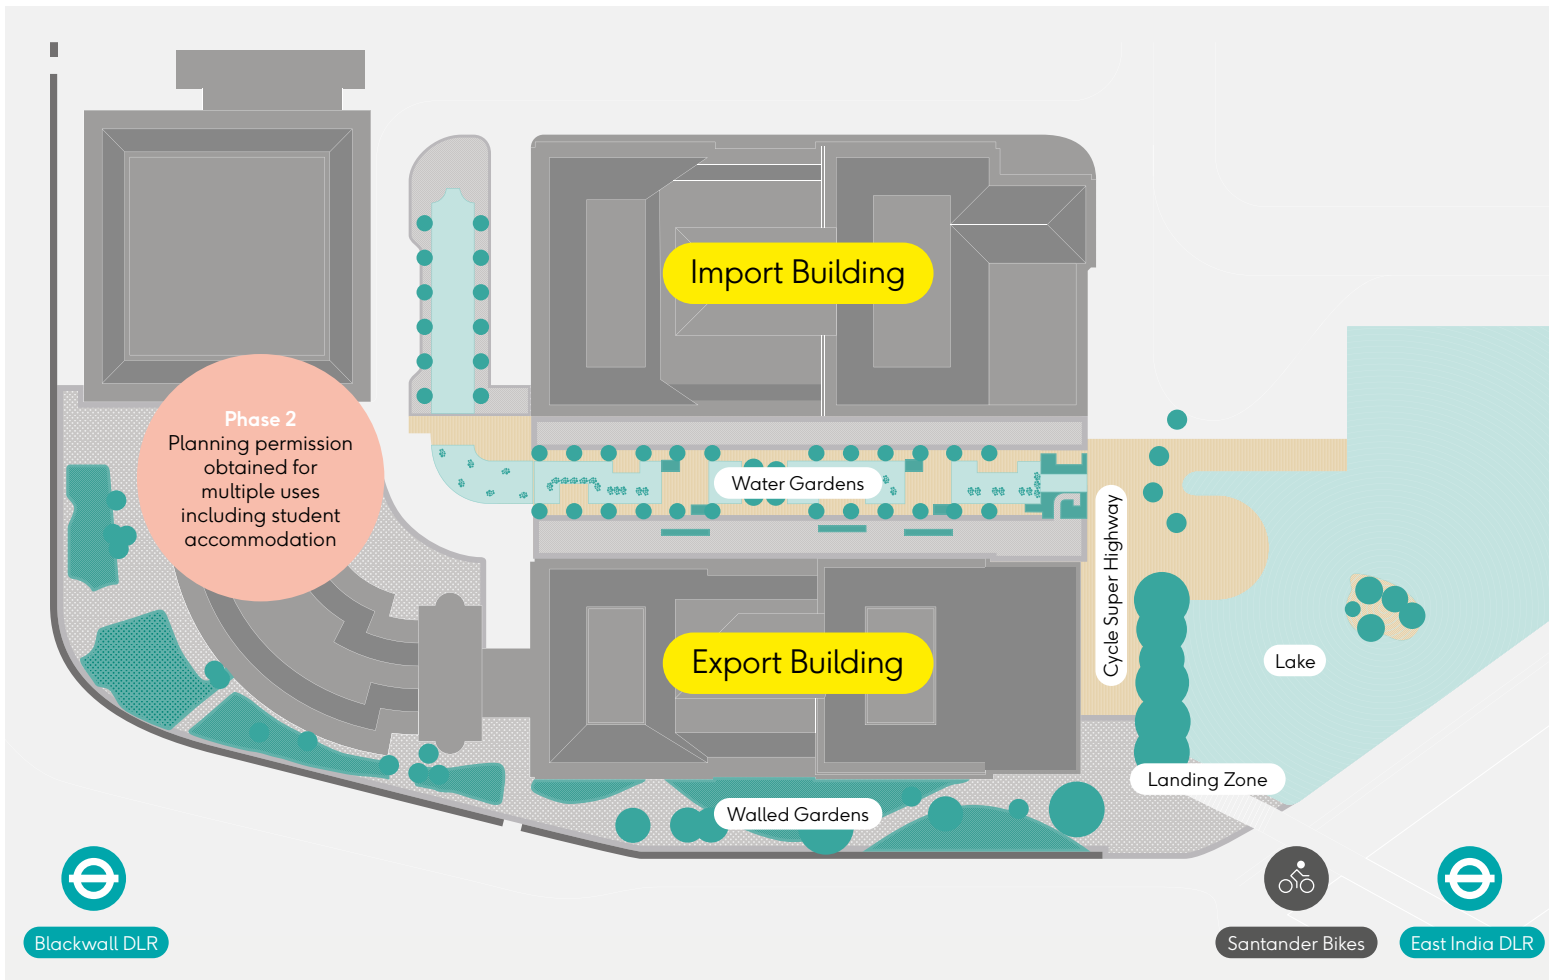 Import Building
Phase 2
Planning permission
obtained for
multiple uses
including student
accommodation
Water Gardens
Cycle Super Highway
Export Building
Lake
Landing Zone
Walled Gardens
Blackwall DLR
Santander Bikes
East India DLR